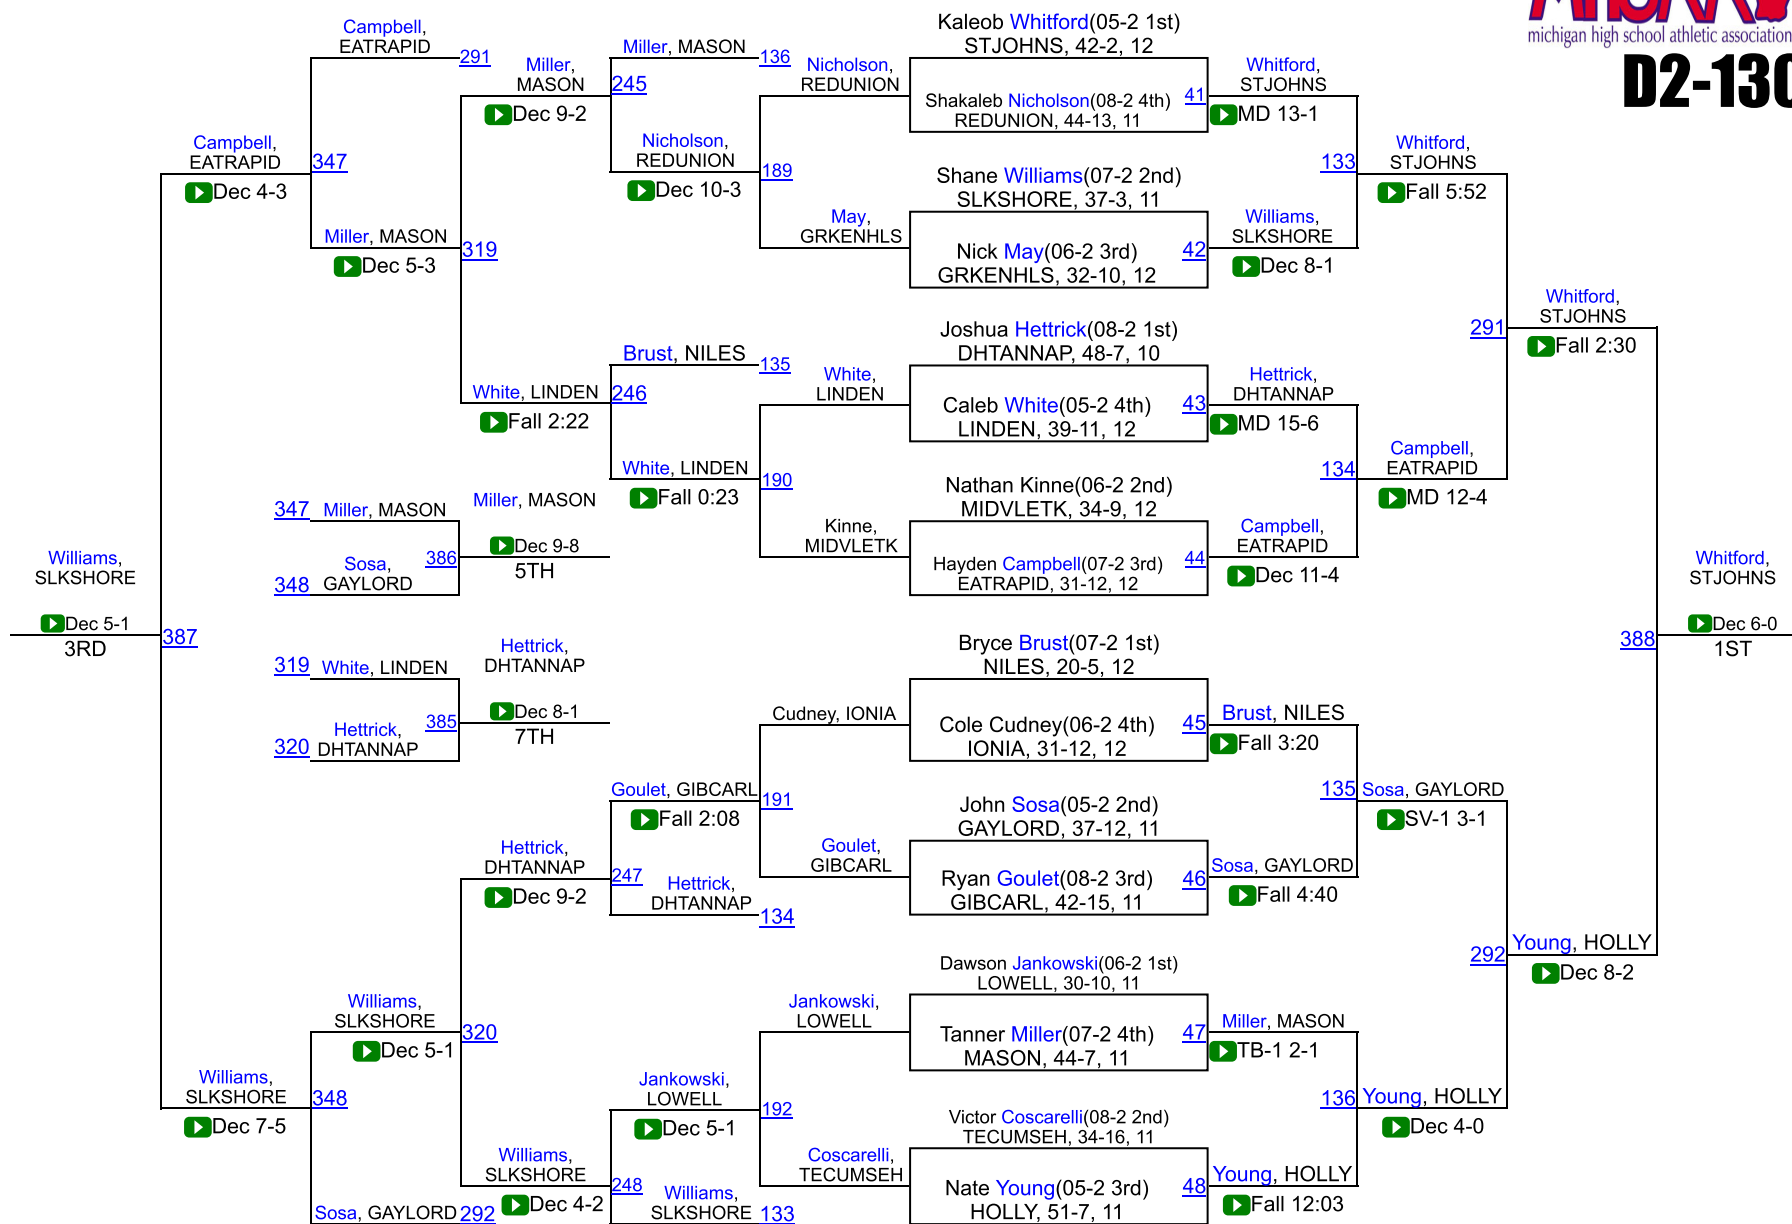 MHSAA
michigan high school athletic association
D2-130
Campbell,
EATRAPID
291
Miller,
MASON
Dec 9-2
Miller, MASON
136
245
Nicholson,
REDUNION
Dec 10-3
Nicholson,
REDUNION
189
May,
GRKENHLS
Kaleob Whitford(05-2 1st)
STJOHNS, 42-2, 12
Shakaleb Nicholson(08-2 4th)
REDUNION, 44-13, 11
41
Whitford,
STJOHNS
MD 13-1
Shane Williams(07-2 2nd)
SLKSHORE, 37-3, 11
Nick May(06-2 3rd)
GRKENHLS, 32-10, 12
42
Williams,
SLKSHORE
Dec 8-1
133
Whitford,
STJOHNS
Fall 5:52
Campbell,
EATRAPID
Dec 4-3
347
Miller, MASON
Dec 5-3
319
Brust, NILES
135
White, LINDEN
Fall 2:22
246
White, LINDEN
Fall 0:23
White,
LINDEN
190
Kinne,
MIDVLETK
Joshua Hettrick(08-2 1st)
DHTANNAP, 48-7, 10
Caleb White(05-2 4th)
LINDEN, 39-11, 12
43
Hettrick,
DHTANNAP
MD 15-6
Nathan Kinne(06-2 2nd)
MIDVLETK, 34-9, 12
Hayden Campbell(07-2 3rd)
EATRAPID, 31-12, 12
44
Campbell,
EATRAPID
Dec 11-4
134
Campbell,
EATRAPID
MD 12-4
291
Whitford,
STJOHNS
Fall 2:30
347
Miller, MASON
Miller, MASON
348
Sosa,
GAYLORD
386
Dec 9-8
5TH
Williams,
SLKSHORE
Dec 5-1
3RD
387
319
White, LINDEN
Hettrick,
DHTANNAP
320
Hettrick,
DHTANNAP
385
Dec 8-1
7TH
388
Whitford,
STJOHNS
Dec 6-0
1ST
Cudney, IONIA
Goulet, GIBCARL
Fall 2:08
191
Goulet,
GIBCARL
Hettrick,
DHTANNAP
Dec 9-2
247
Hettrick,
DHTANNAP
134
Bryce Brust(07-2 1st)
NILES, 20-5, 12
Cole Cudney(06-2 4th)
IONIA, 31-12, 12
45
Brust, NILES
Fall 3:20
John Sosa(05-2 2nd)
GAYLORD, 37-12, 11
Ryan Goulet(08-2 3rd)
GIBCARL, 42-15, 11
46
Sosa, GAYLORD
Fall 4:40
135
Sosa, GAYLORD
SV-1 3-1
Williams,
SLKSHORE
Dec 5-1
320
Williams,
SLKSHORE
Dec 7-5
348
Sosa, GAYLORD
292
Williams,
SLKSHORE
Dec 4-2
248
Jankowski,
LOWELL
Dec 5-1
Williams,
SLKSHORE
133
Jankowski,
LOWELL
192
Coscarelli,
TECUMSEH
Dawson Jankowski(06-2 1st)
LOWELL, 30-10, 11
Tanner Miller(07-2 4th)
MASON, 44-7, 11
47
Miller, MASON
TB-1 2-1
Victor Coscarelli(08-2 2nd)
TECUMSEH, 34-16, 11
Nate Young(05-2 3rd)
HOLLY, 51-7, 11
48
Young, HOLLY
Fall 12:03
136
Young, HOLLY
Dec 4-0
292
Young, HOLLY
Dec 8-2